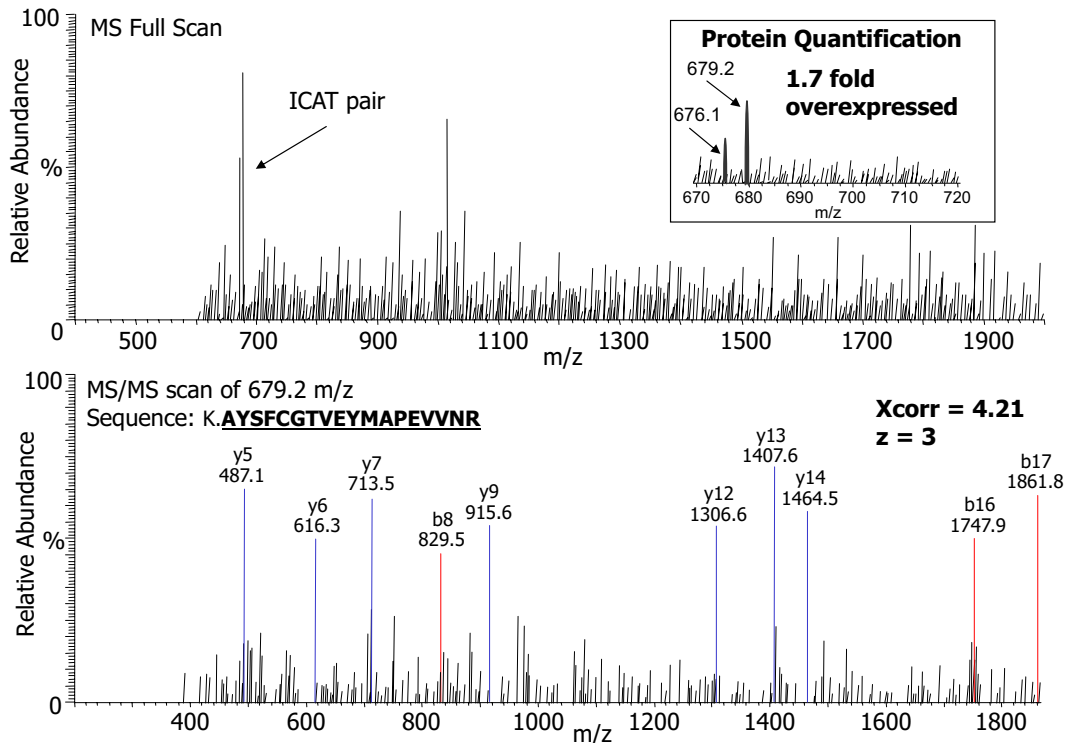 100
MS Full Scan
Relative Abundance
%
0
ICAT pair
Protein Quantification
679.2
1.7 fold
overexpressed
676.1
670 680 690 700 710 720
m/z
500 700 900 1100 1300 1500 1700 1900
m/z
100
MS/MS scan of 679.2 m/z
Sequence: K.AYSFCGTVEYMAPEVVNR
Xcorr = 4.21
z = 3
Relative Abundance
%
0
y5
487.1
y6
616.3
y7
713.5
b8
829.5
y9
915.6
y12
1306.6
y13
1407.6
y14
1464.5
b16
1747.9
b17
1861.8
400 600 800 1000 1200 1400 1600 1800
m/z